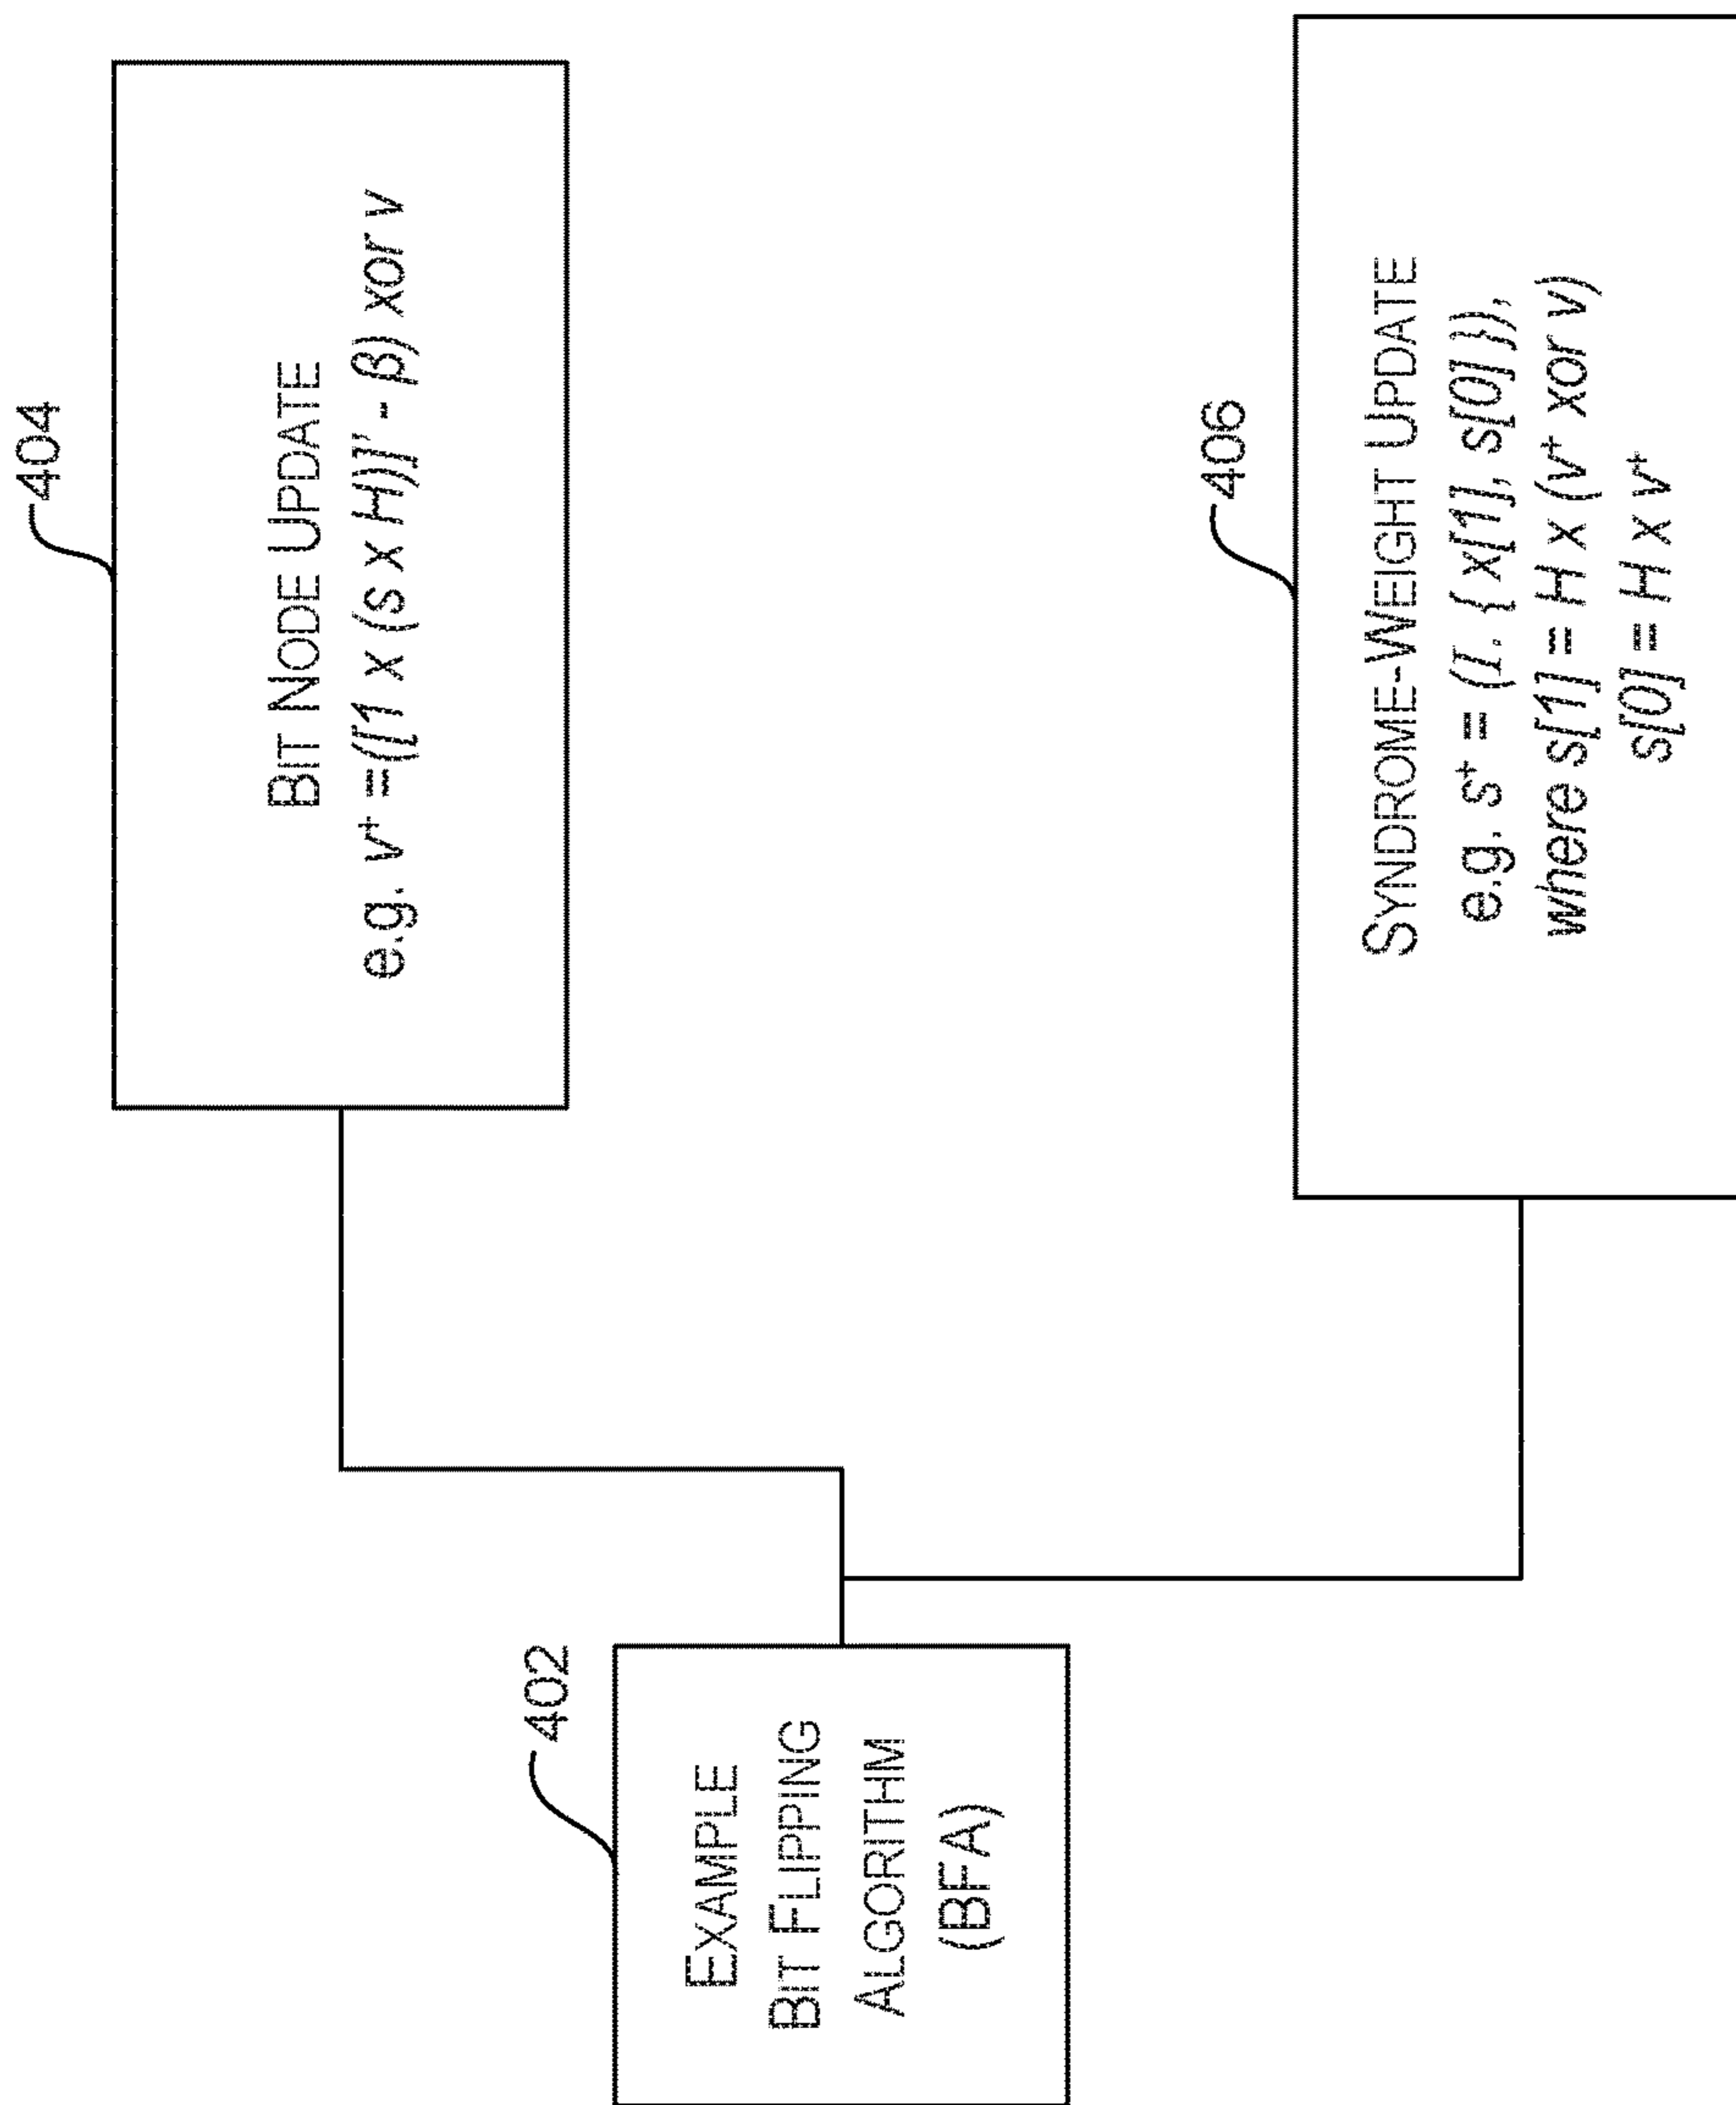 402
EXAMPLE
BIT FLIPPING
ALGORITHM
(BFA)
404
BIT NODE UPDATE
e.g. v⁺ =([1 x (s x H)]' - β) xor v
406
SYNDROME-WEIGHT UPDATE
e.g. s⁺ = (I. { x[1], s[0] }),
where s[1] = H x (v⁺ xor v)
s[0] = H x v⁺